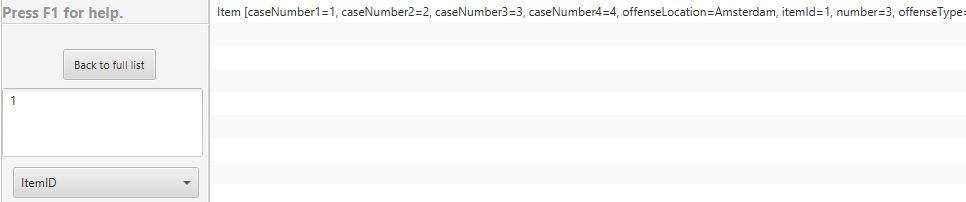 Press F1 for help.
Item [caseNumber1=1, caseNumber2=2, caseNumber3=3, caseNumber4=4, offenseLocation=Amsterdam, itemId=1, number=3, offenseType=
Back to full list
1
ItemID